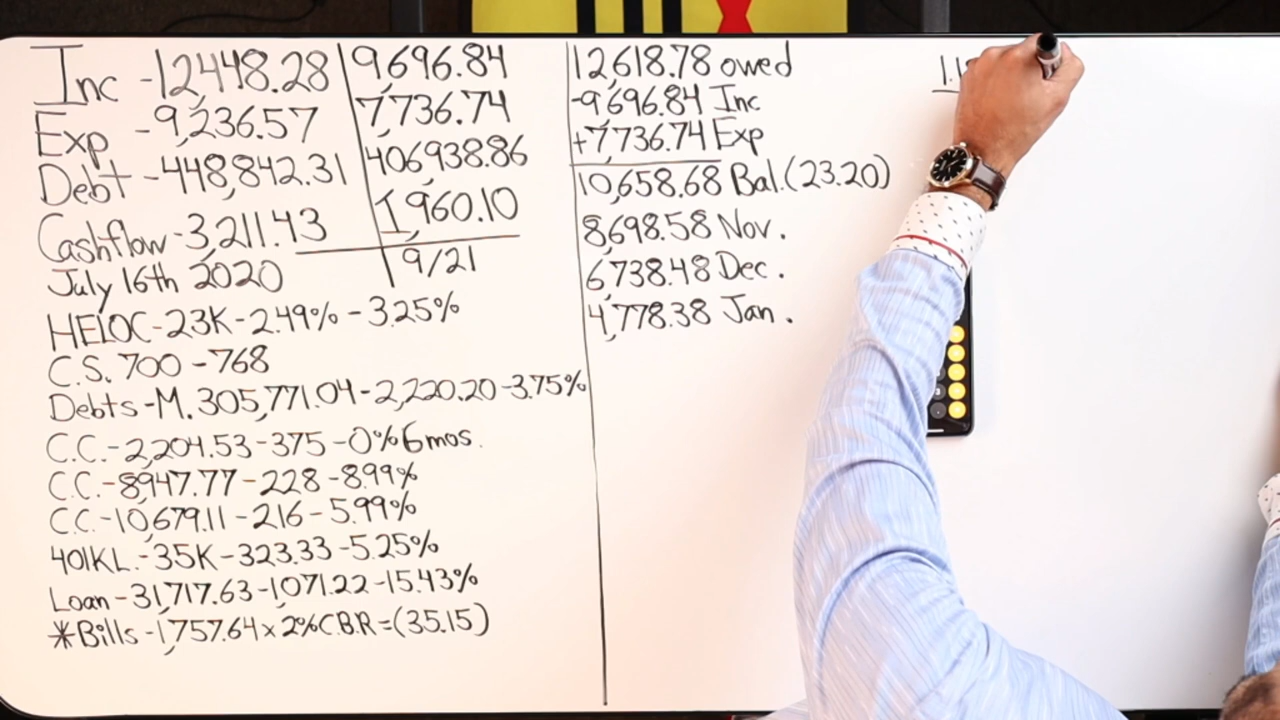 Inc -12,448.28
Exp -9,236.57
Debt -448,842.31
Cashflow -3,211.43
July 16th 2020
9,696.84
7,736.74
406,938.86
1,960.10
9/21
HELOC-23K-2.49% - 3.25%
C.S. 700 - 768
Debts-M. 305,771.04-2,220.20-3.75%
C.C.-2,204.53-375-0% 6mos.
C.C.-8,947.77-228-8.99%
C.C.-10,679.11-216-5.99%
401KL.-35K-323.33-5.25%
Loan-31,717.63-1,071.22-15.43%
*Bills-1,757.64 x 2% C.B.R=(35.15)
12,618.78 owed
-9,696.84 Inc
+7,736.74 Exp
10,658.68 Bal.(23.20)
8,698.58 Nov.
6,738.48 Dec.
4,778.38 Jan.